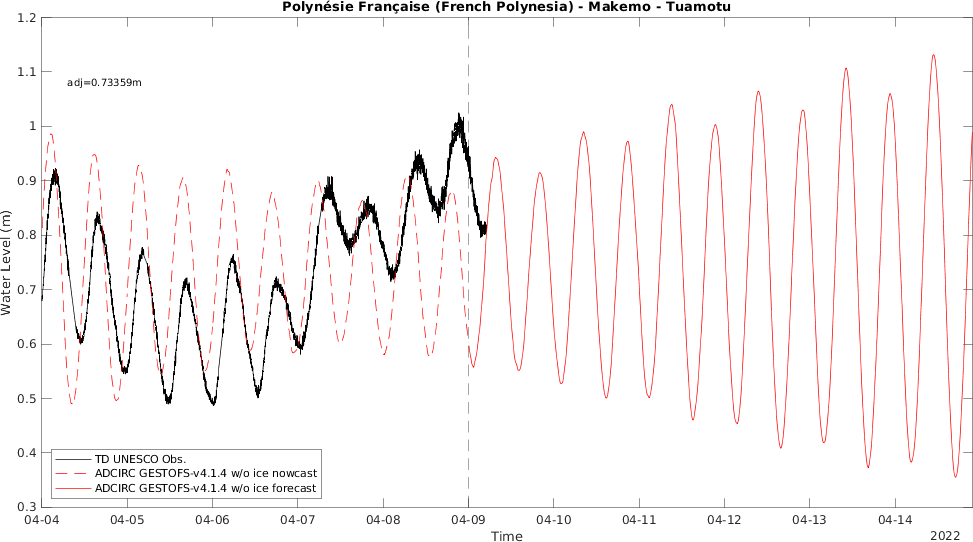 Polynésie Française (French Polynesia) - Makemo - Tuamotu
1.2
1.1
1
0.9
0.8
0.7
0.6
0.5
0.4
0.3
Water Level (m)
adj=0.73359m
TD UNESCO Obs.
ADCIRC GESTOFS-v4.1.4 w/o ice nowcast
ADCIRC GESTOFS-v4.1.4 w/o ice forecast
04-04 04-05 04-06 04-07 04-08 04-09 04-10 04-11 04-12 04-13 04-14
Time
2022